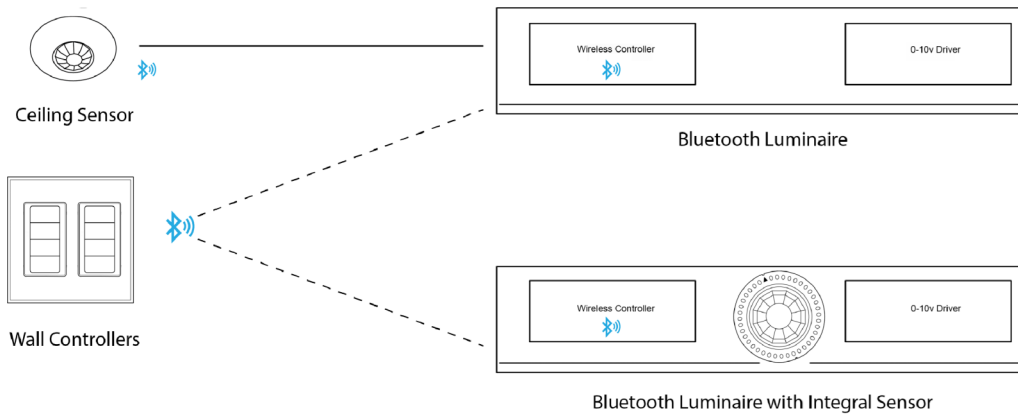 Wireless Controller
0-10v Driver
Ceiling Sensor
Bluetooth Luminaire
Wireless Controller
0-10v Driver
Wall Controllers
Bluetooth Luminaire with Integral Sensor